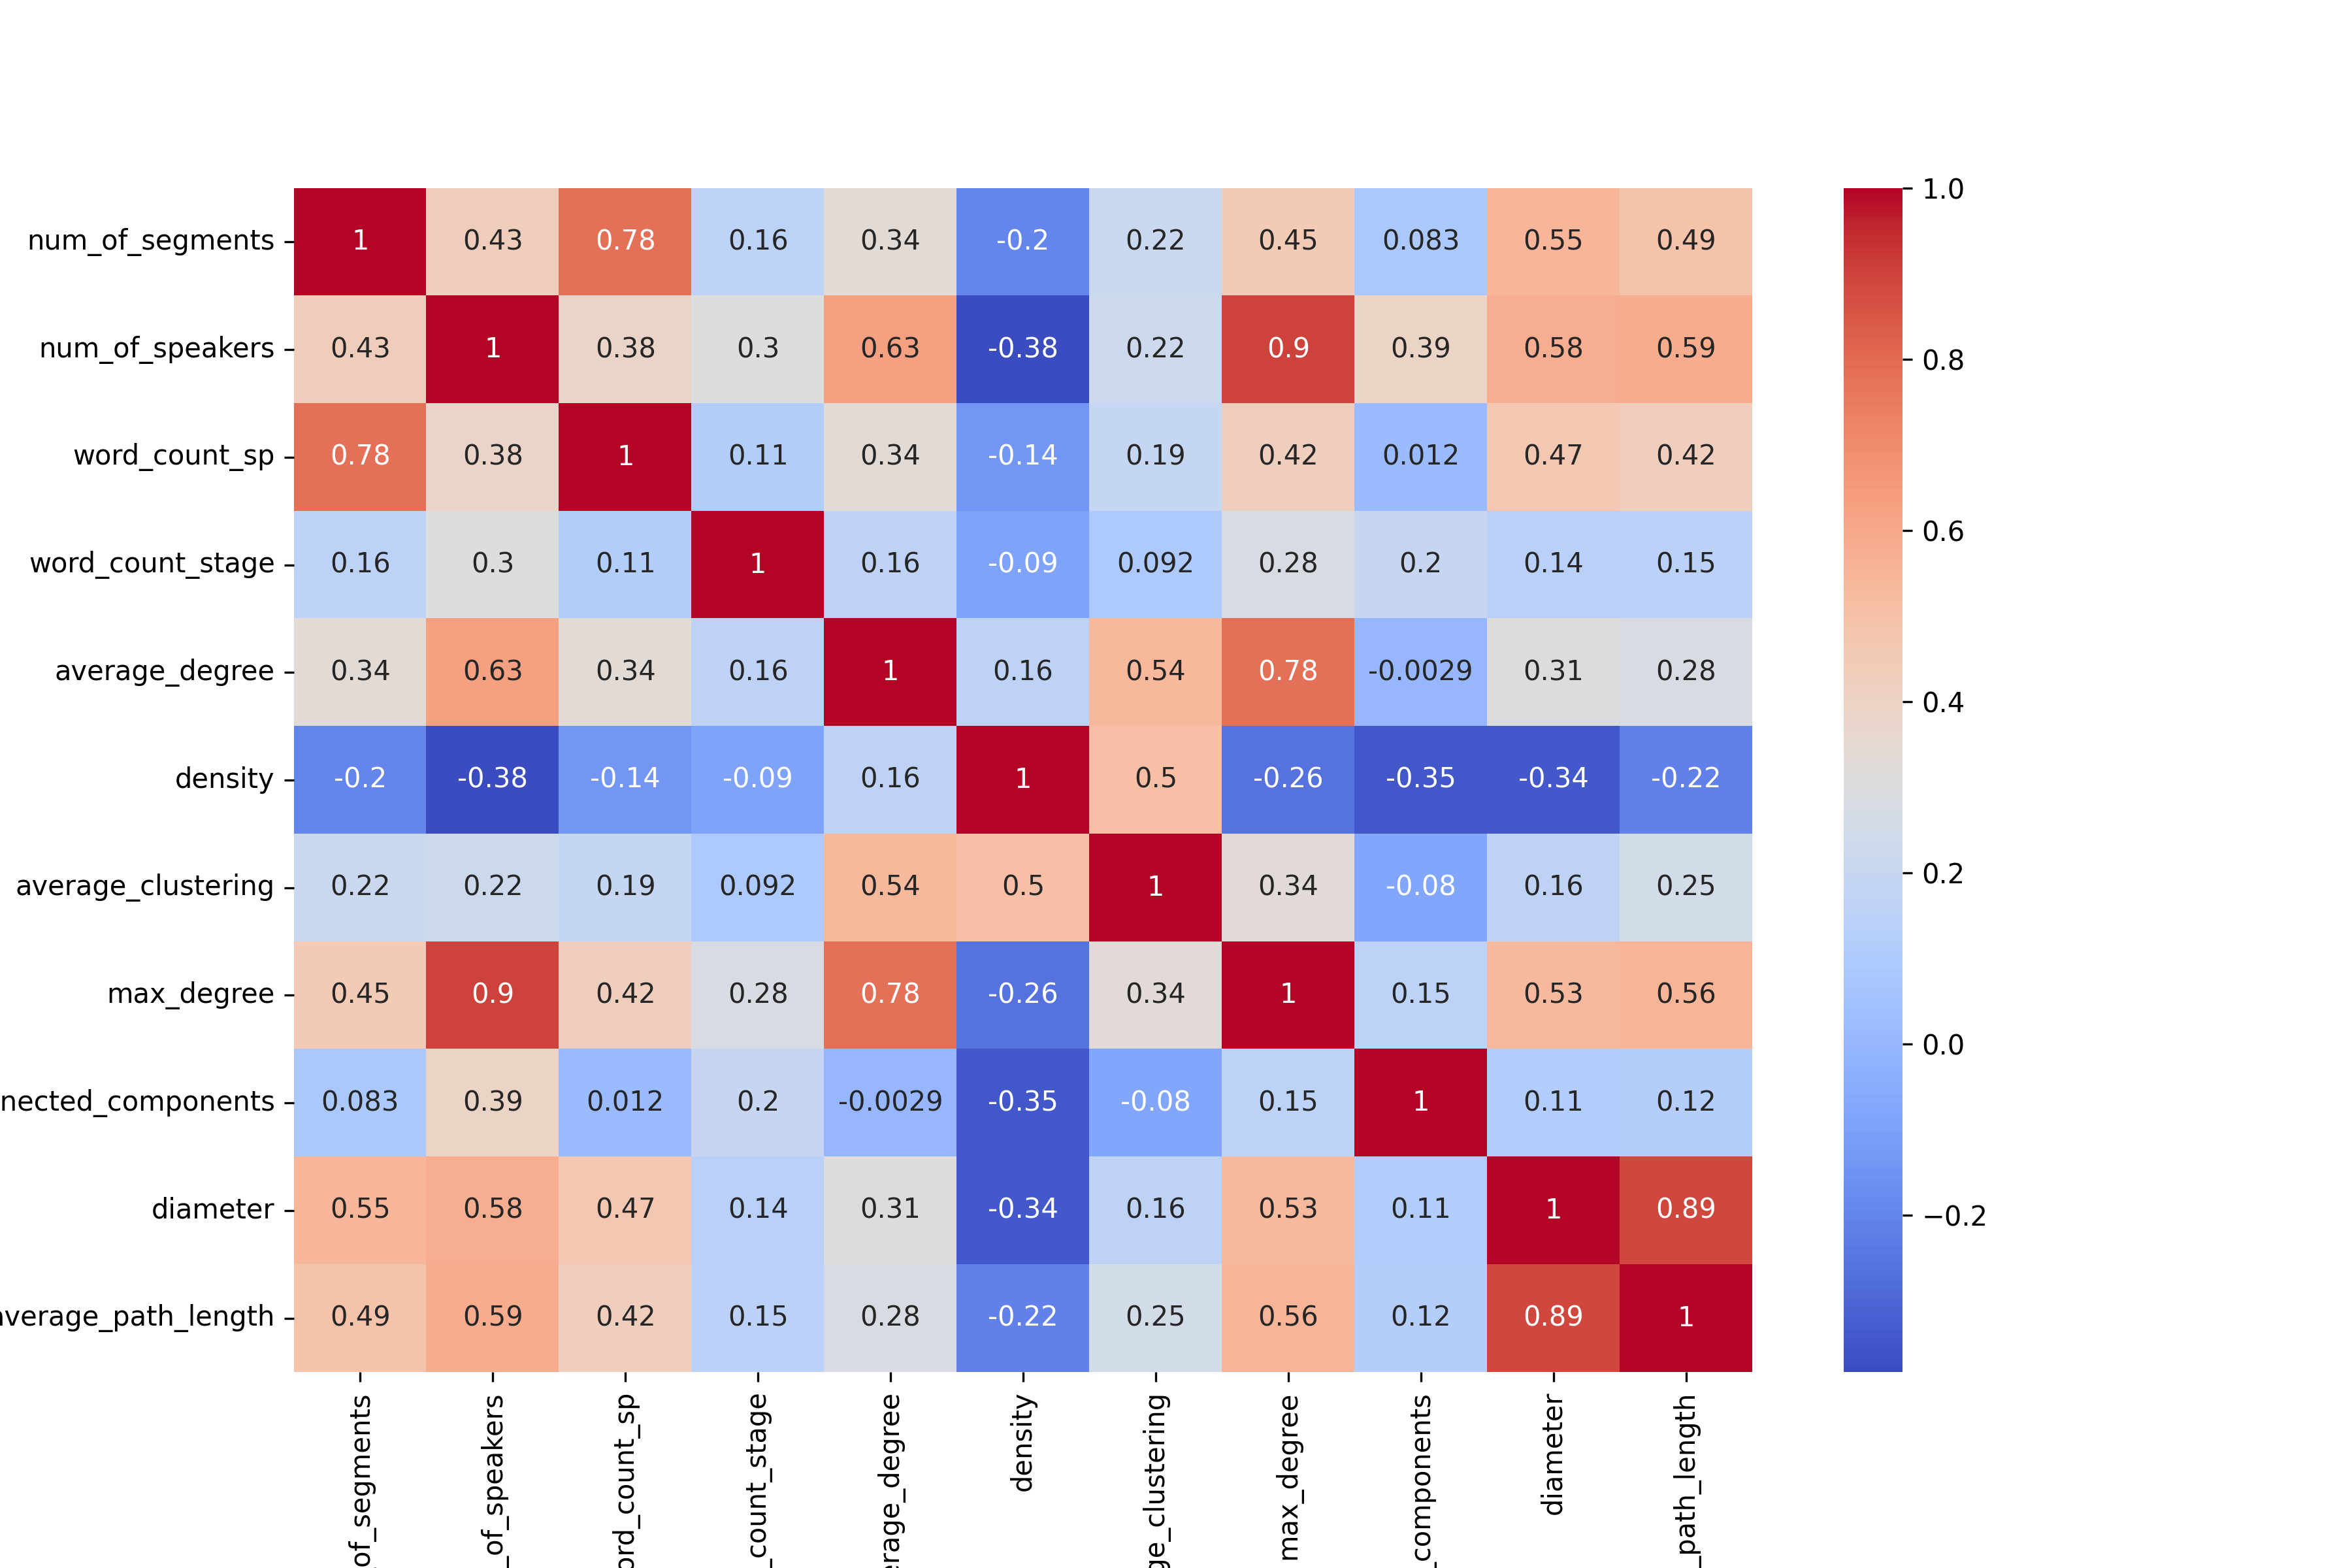 num_of_segments 1 0.43 0.78 0.16 0.34 -0.2 0.22 0.45 0.083 0.55 0.49
num_of_speakers 0.43 1 0.38 0.3 0.63 -0.38 0.22 0.9 0.39 0.58 0.59
word_count_sp 0.78 0.38 1 0.11 0.34 -0.14 0.19 0.42 0.012 0.47 0.42
word_count_stage 0.16 0.3 0.11 1 0.16 -0.09 0.092 0.28 0.2 0.14 0.15
average_degree 0.34 0.63 0.34 0.16 1 0.16 0.54 0.78 -0.0029 0.31 0.28
density -0.2 -0.38 -0.14 -0.09 0.16 1 0.5 -0.26 -0.35 -0.34 -0.22
average_clustering 0.22 0.22 0.19 0.092 0.54 0.5 1 0.34 -0.08 0.16 0.25
max_degree 0.45 0.9 0.42 0.28 0.78 -0.26 0.34 1 0.15 0.53 0.56
nected_components 0.083 0.39 0.012 0.2 -0.0029 -0.35 -0.08 0.15 1 0.11 0.12
diameter 0.55 0.58 0.47 0.14 0.31 -0.34 0.16 0.53 0.11 1 0.89
average_path_length 0.49 0.59 0.42 0.15 0.28 -0.22 0.25 0.56 0.12 0.89 1
of_segments
_of_speakers
ord_count_sp
_count_stage
erage_degree
density
ge_clustering
max_degree
_components
diameter
_path_length
1.0
0.8
0.6
0.4
0.2
0.0
−0.2